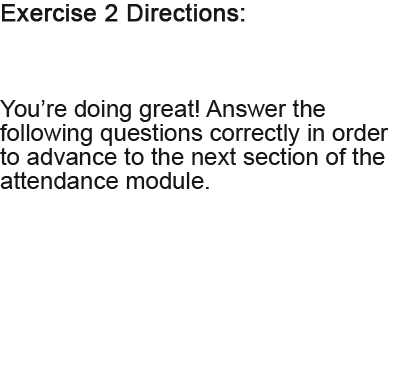 Exercise 2 Directions:
You’re doing great! Answer the
following questions correctly in order
to advance to the next section of the
attendance module.